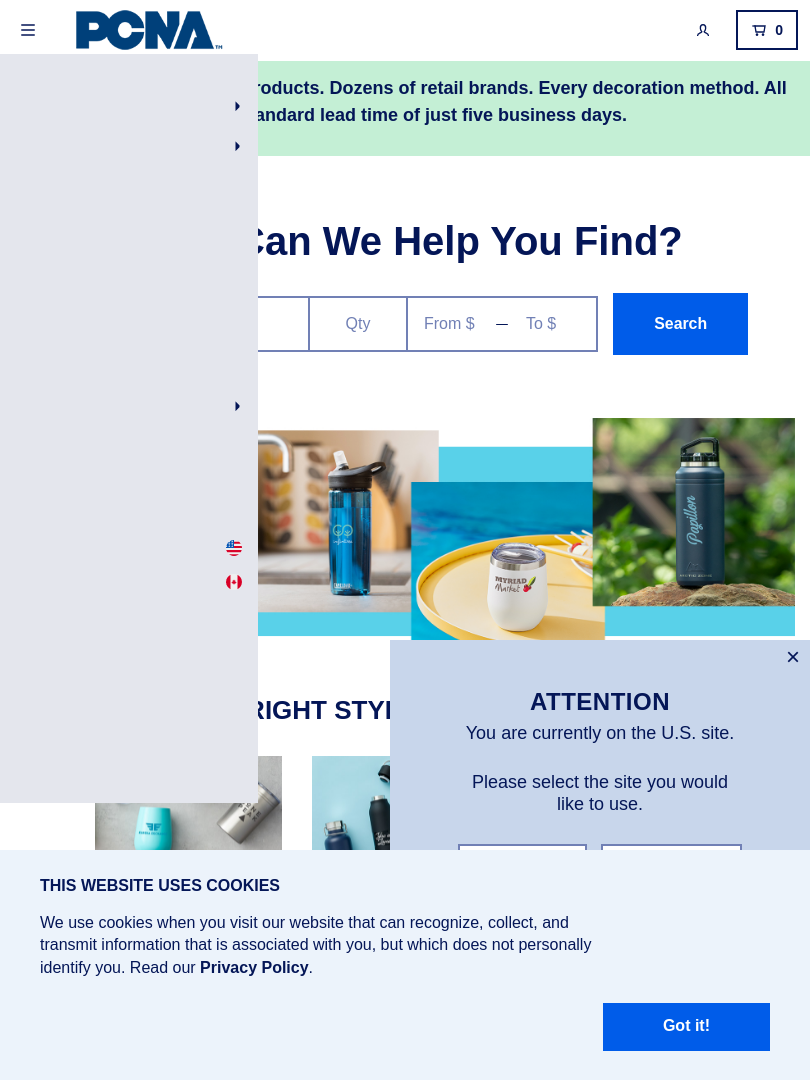 PCNA™
0
roducts. Dozens of retail brands. Every decoration method. All
andard lead time of just five business days.
Can We Help You Find?
Qty
From $ — To $
Search
Papillon
MYRIAD
Market
RIGHT STYL
ATTENTION
You are currently on the U.S. site.
Please select the site you would
like to use.
THIS WEBSITE USES COOKIES
We use cookies when you visit our website that can recognize, collect, and
transmit information that is associated with you, but which does not personally
identify you. Read our Privacy Policy.
Got it!